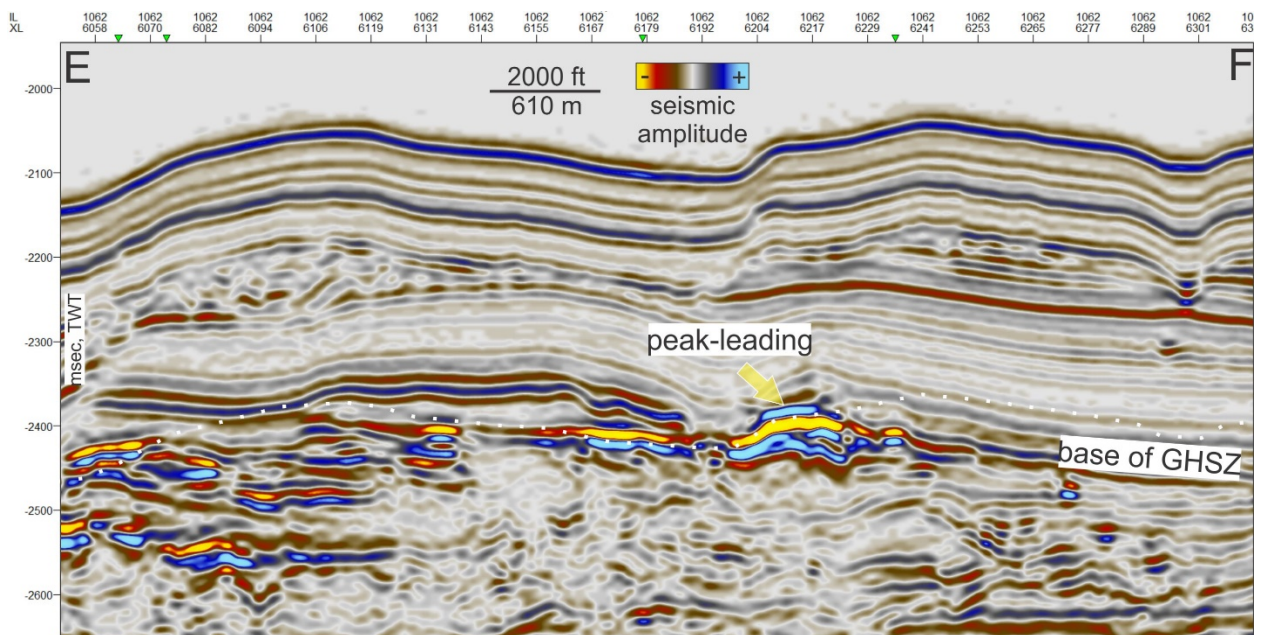 IL 1062 1062 1062 1062 1062 1062 1062 1062 1062 1062 1062 1062 1062 1062 1062 1062 1062 1062 1062 1062 1062 10
XL 6058 6070 6082 6094 6106 6119 6131 6143 6155 6167 6179 6192 6204 6217 6229 6241 6253 6265 6277 6289 6301 63
E
F
2000 ft
610 m
- +
seismic
amplitude
-2000
-2100
-2200
-2300
-2400
-2500
-2600
msec, TWT
peak-leading
base of GHSZ